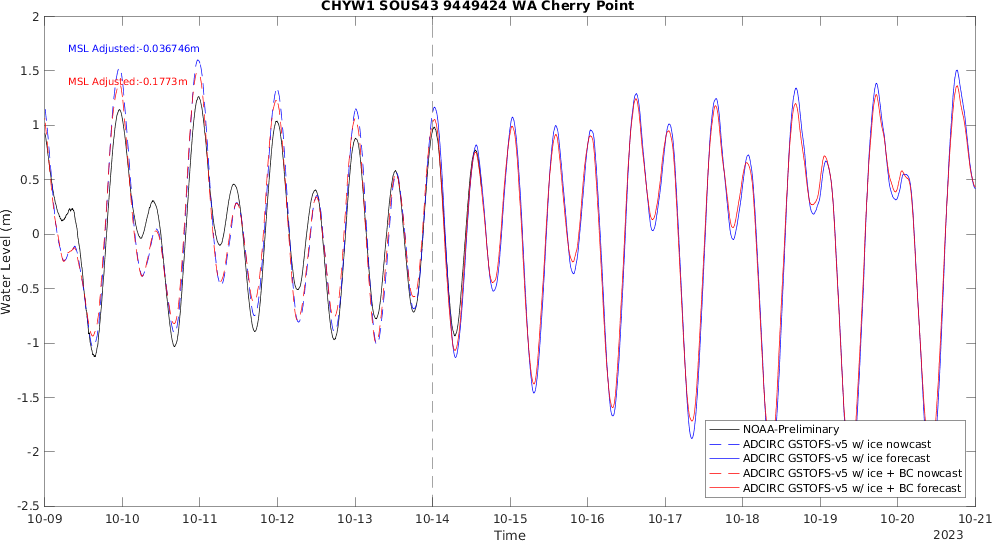 CHYW1 SOUS43 9449424 WA Cherry Point
2
1.5
1
0.5
0
-0.5
-1
-1.5
-2
-2.5
Water Level (m)
MSL Adjusted:-0.036746m
MSL Adjusted:-0.1773m
NOAA-Preliminary
ADCIRC GSTOFS-v5 w/ ice nowcast
ADCIRC GSTOFS-v5 w/ ice forecast
ADCIRC GSTOFS-v5 w/ ice + BC nowcast
ADCIRC GSTOFS-v5 w/ ice + BC forecast
10-09 10-10 10-11 10-12 10-13 10-14 10-15 10-16 10-17 10-18 10-19 10-20 10-21
Time
2023